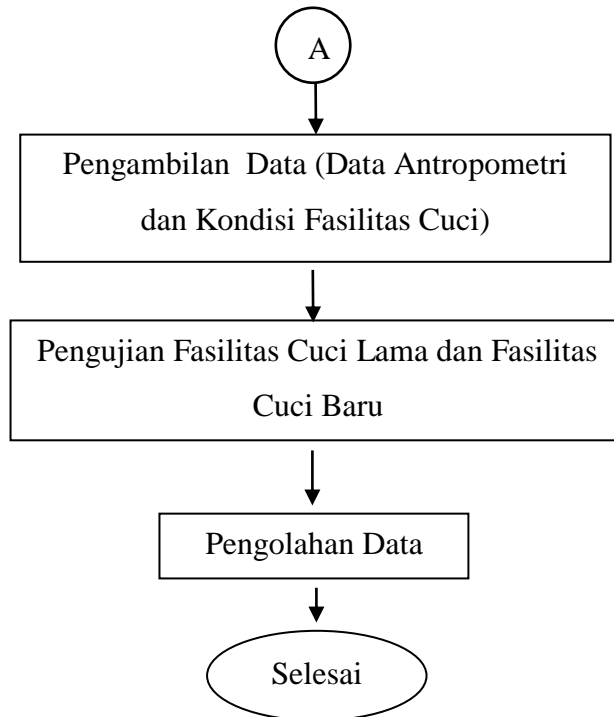 A
Pengambilan Data (Data Antropometri
dan Kondisi Fasilitas Cuci)
Pengujian Fasilitas Cuci Lama dan Fasilitas
Cuci Baru
Pengolahan Data
Selesai